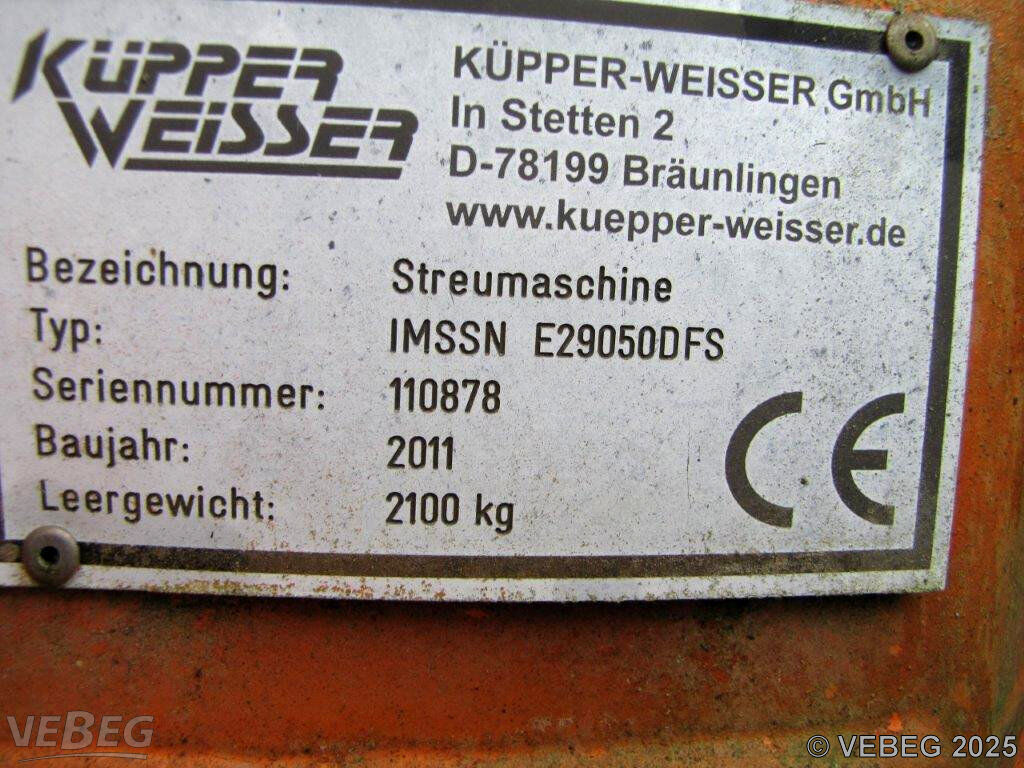 KÜPPER
WEISSER
KÜPPER-WEISSER GmbH
In Stetten 2
D-78199 Bräunlingen
www.kuepper-weisser.de
Bezeichnung: Streumaschine
Typ: IMSSN E29050DFS
Seriennummer: 110878
Baujahr: 2011
Leergewicht: 2100 kg
CE
VEBEG
© VEBEG 2025